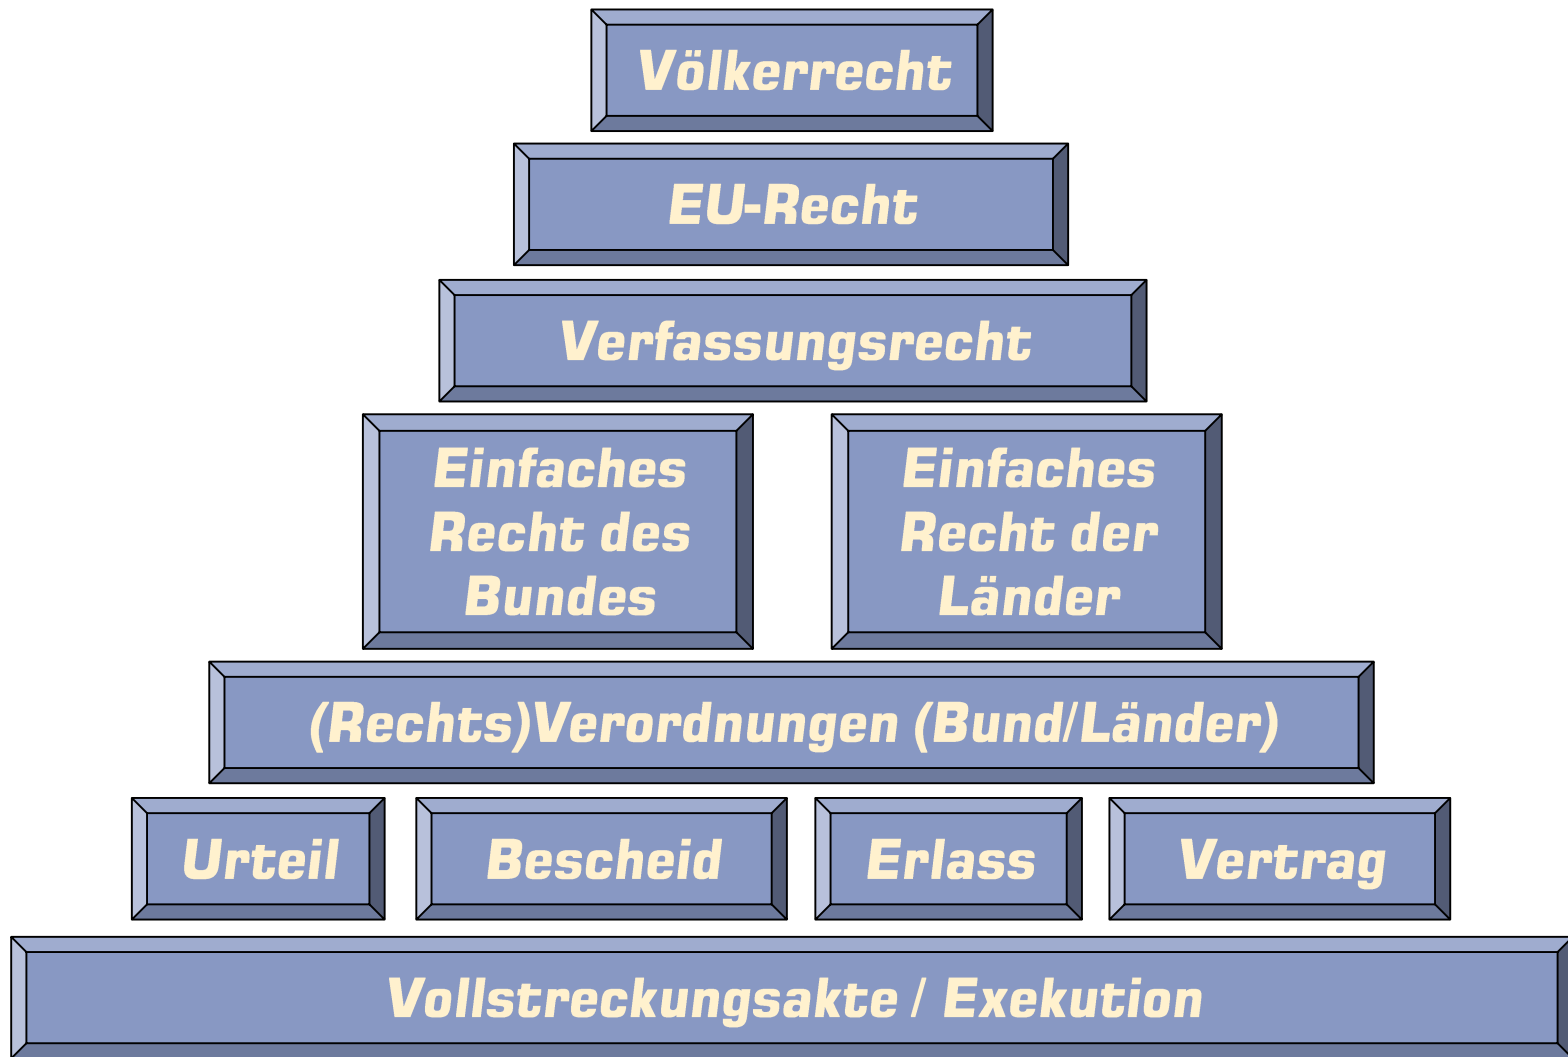 Völkerrecht
EU-Recht
Verfassungsrecht
Einfaches
Recht des
Bundes
Einfaches
Recht der
Länder
(Rechts)Verordnungen (Bund/Länder)
Urteil
Bescheid
Erlass
Vertrag
Vollstreckungsakte / Exekution